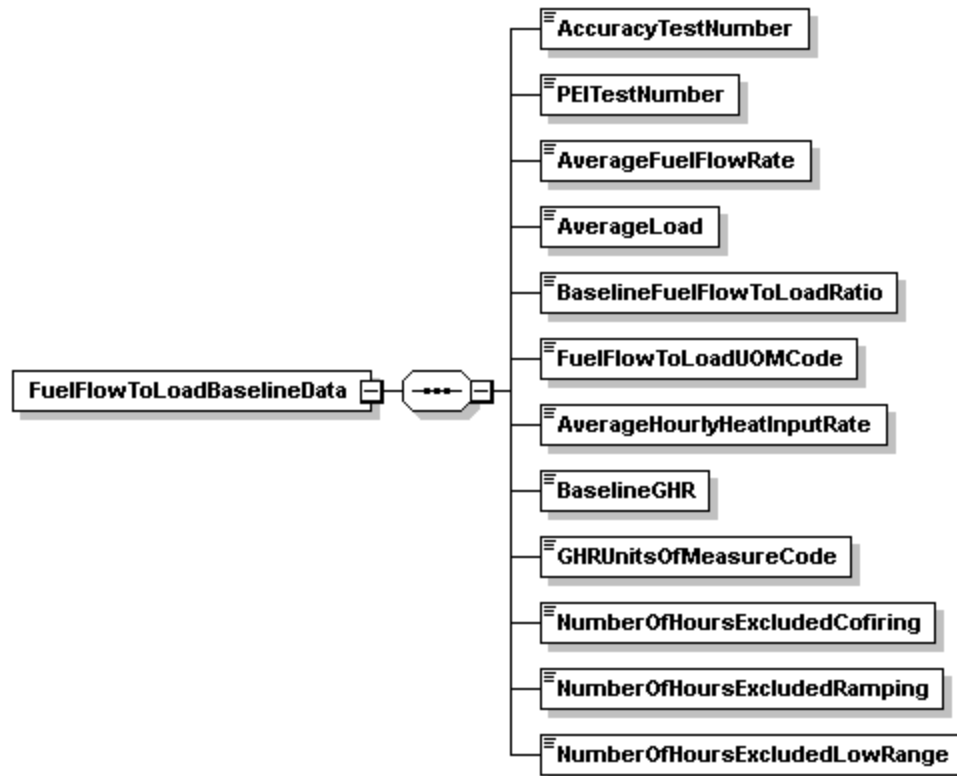 AccuracyTestNumber
PEITestNumber
AverageFuelFlowRate
AverageLoad
BaselineFuelFlowToLoadRatio
FuelFlowToLoadUOMCode
FuelFlowToLoadBaselineData
AverageHourlyHeatInputRate
BaselineGHR
GHRUnitsOfMeasureCode
NumberOfHoursExcludedCofiring
NumberOfHoursExcludedRamping
NumberOfHoursExcludedLowRange